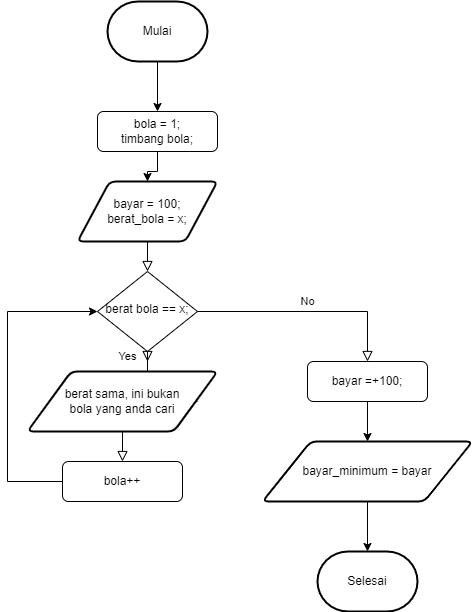 Mulai
bola = 1;
timbang bola;
bayar = 100;
berat_bola = x;
berat bola == x;
No
Yes
bayar =+100;
berat sama, ini bukan
bola yang anda cari
bayar_minimum = bayar
bola++
Selesai